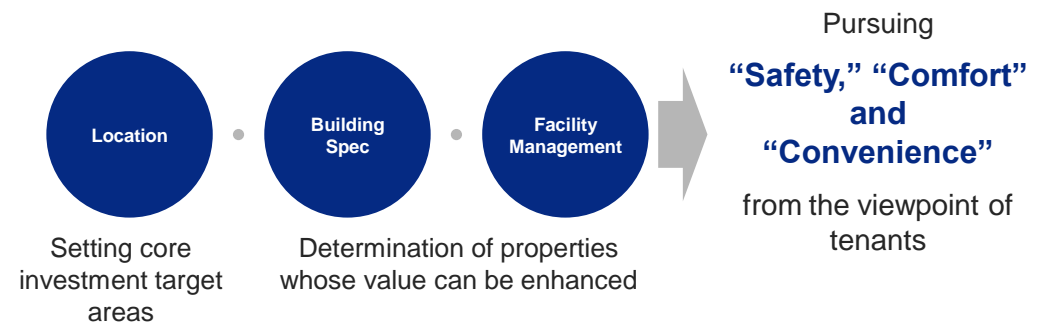 Location
Building
Spec
Facility
Management
Setting core
investment target
areas
Determination of properties
whose value can be enhanced
Pursuing
“Safety,” “Comfort”
and
“Convenience”
from the viewpoint of
tenants